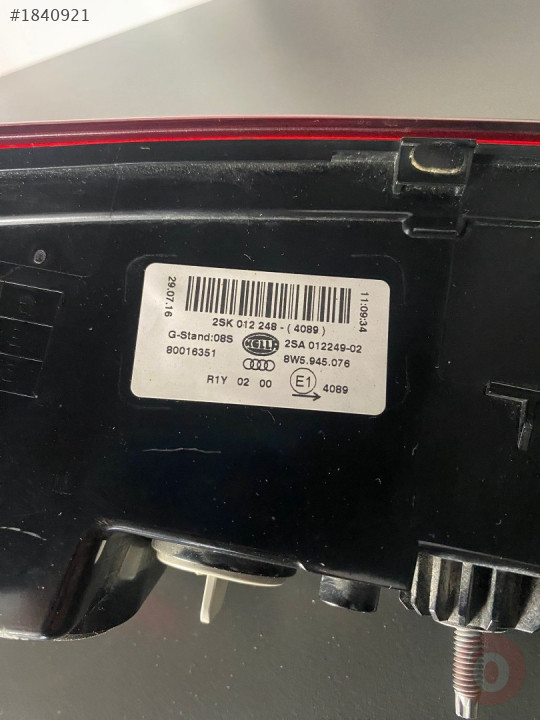 #1840921
29.07.16
11:09:34
2SK 012 248 - ( 4089 )
G-Stand:08S HELLA 2SA 012249-02
80016351 8W5.945.076
R1Y 02 00 E1 4089